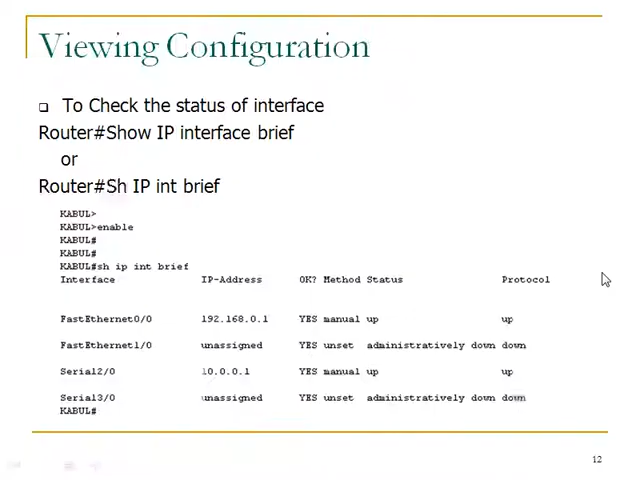 Viewing Configuration
To Check the status of interface
Router#Show IP interface brief
or
Router#Sh IP int brief
KABUL>
KABUL>enable
KABUL#
KABUL#
KABUL#sh ip int brief
Interface IP-Address OK? Method Status Protocol
FastEthernet0/0 192.168.0.1 YES manual up up
FastEthernet1/0 unassigned YES unset administratively down down
Serial2/0 10.0.0.1 YES manual up up
Serial3/0 unassigned YES unset administratively down down
KABUL#
12